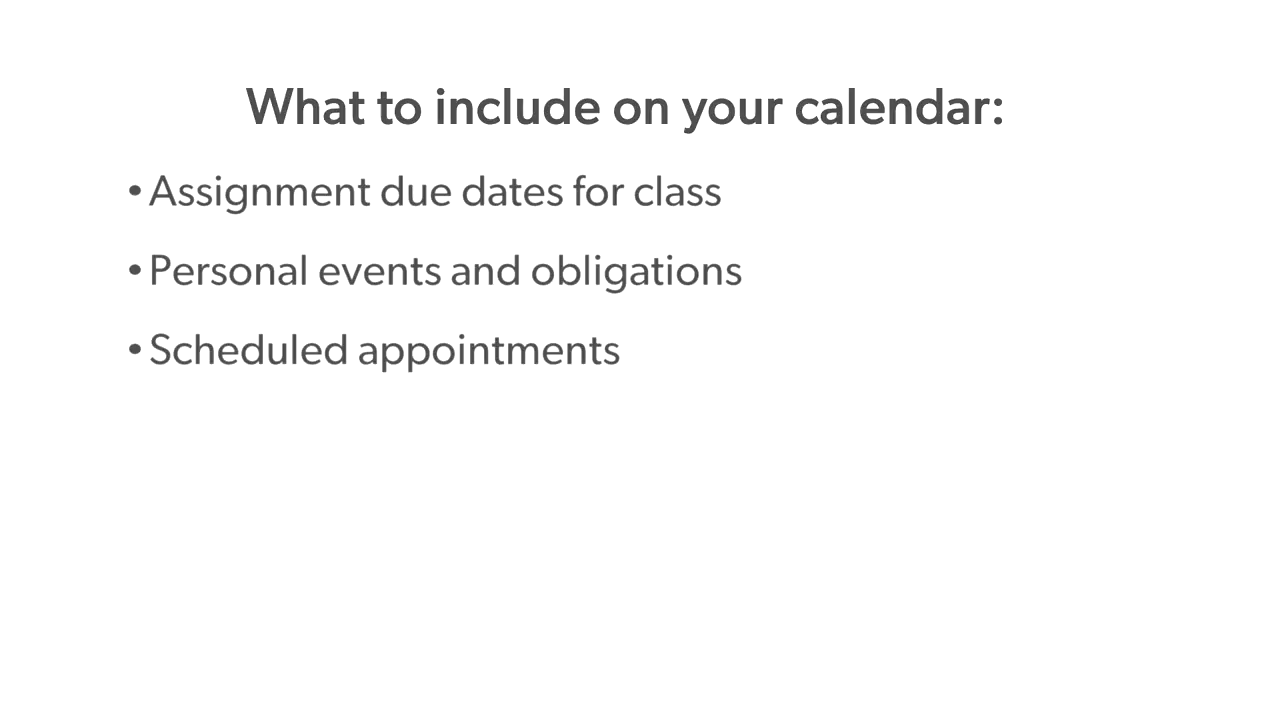 What to include on your calendar:
• Assignment due dates for class
• Personal events and obligations
• Scheduled appointments